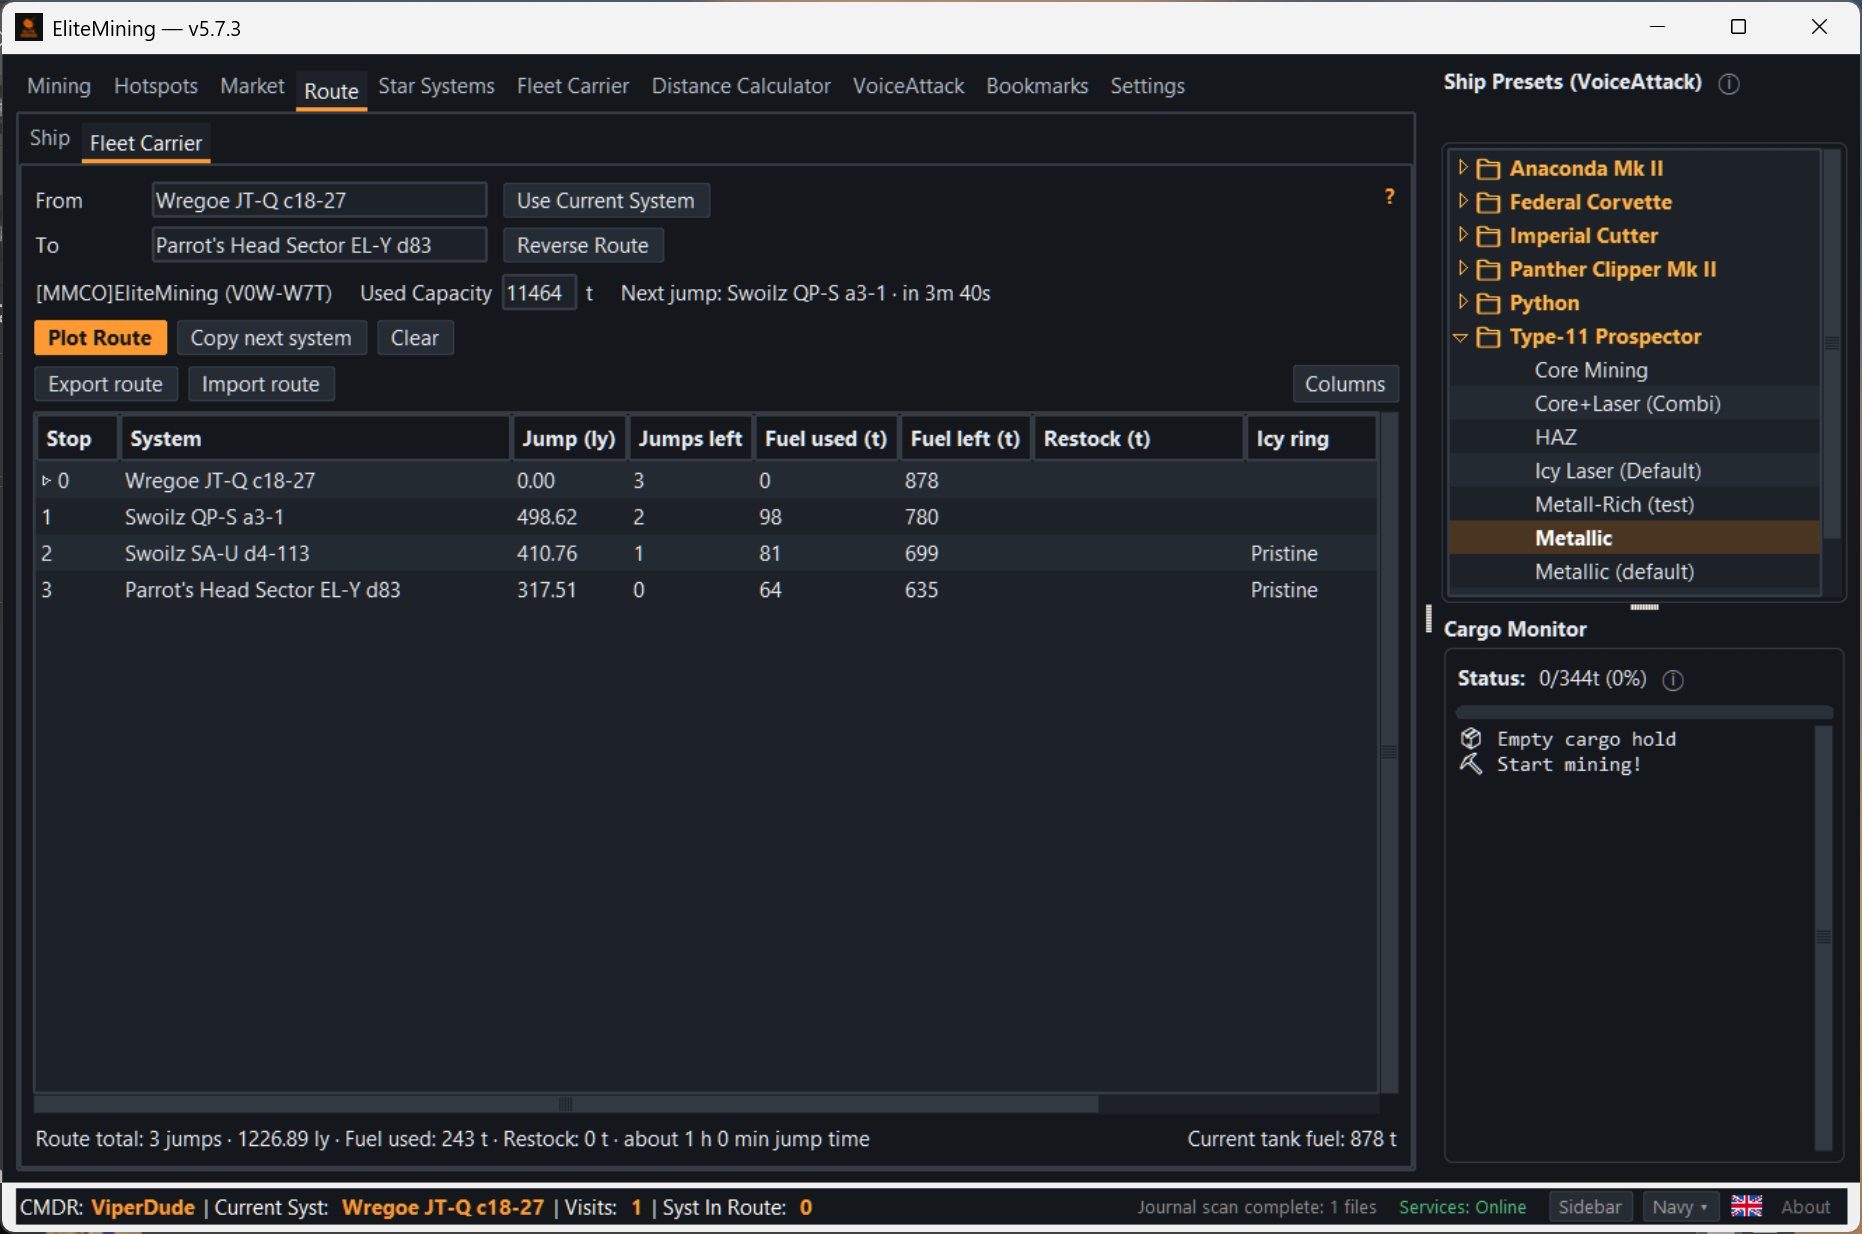 EliteMining — v5.7.3
Mining Hotspots Market Route Star Systems Fleet Carrier Distance Calculator VoiceAttack Bookmarks Settings
Ship Fleet Carrier
From Wregoe JT-Q c18-27 Use Current System ?
To Parrot's Head Sector EL-Y d83 Reverse Route
[MMCO]EliteMining (V0W-W7T) Used Capacity 11464 t Next jump: Swoilz QP-S a3-1 · in 3m 40s
Plot Route Copy next system Clear
Export route Import route Columns
Stop System Jump (ly) Jumps left Fuel used (t) Fuel left (t) Restock (t) Icy ring
0 Wregoe JT-Q c18-27 0.00 3 0 878
1 Swoilz QP-S a3-1 498.62 2 98 780
2 Swoilz SA-U d4-113 410.76 1 81 699 Pristine
3 Parrot's Head Sector EL-Y d83 317.51 0 64 635 Pristine
Route total: 3 jumps · 1226.89 ly · Fuel used: 243 t · Restock: 0 t · about 1 h 0 min jump time Current tank fuel: 878 t
Ship Presets (VoiceAttack)
Anaconda Mk II
Federal Corvette
Imperial Cutter
Panther Clipper Mk II
Python
Type-11 Prospector
Core Mining
Core+Laser (Combi)
HAZ
Icy Laser (Default)
Metall-Rich (test)
Metallic
Metallic (default)
Cargo Monitor
Status: 0/344t (0%)
Empty cargo hold
Start mining!
CMDR: ViperDude | Current Syst: Wregoe JT-Q c18-27 | Visits: 1 | Syst In Route: 0 Journal scan complete: 1 files Services: Online Sidebar Navy About